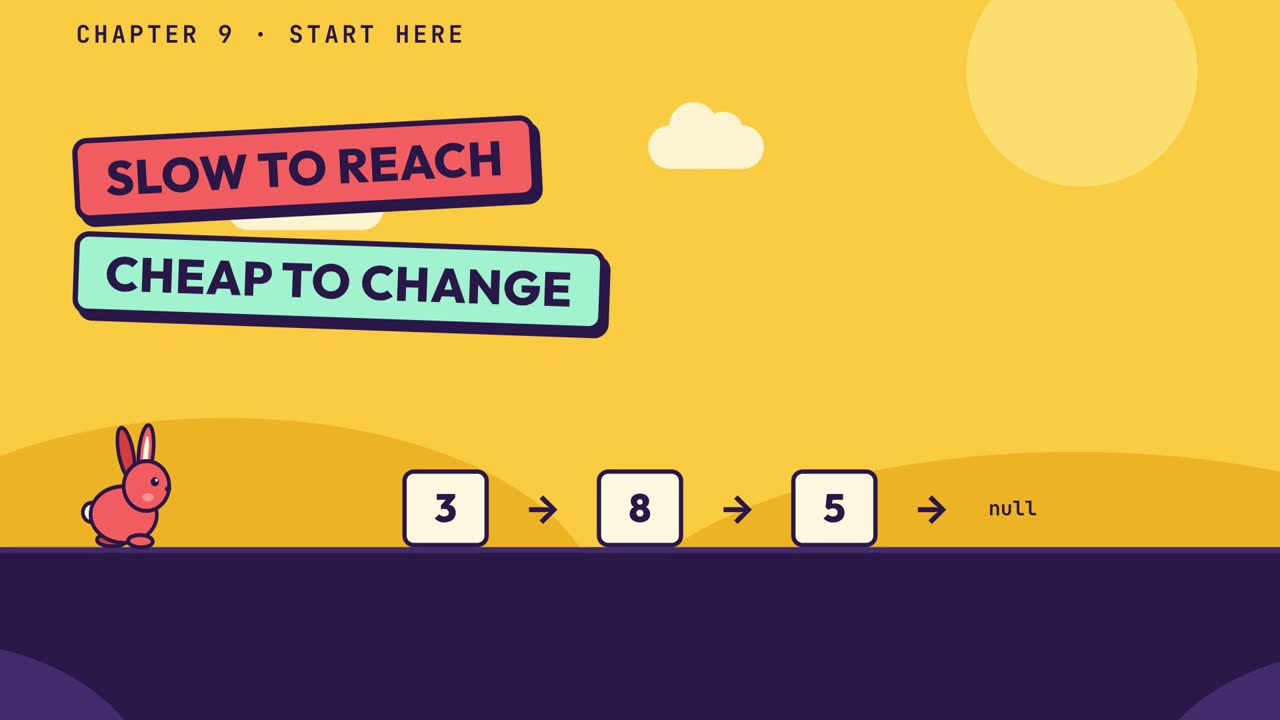 CHAPTER 9 · START HERE
SLOW TO REACH
CHEAP TO CHANGE
3 → 8 → 5 → null